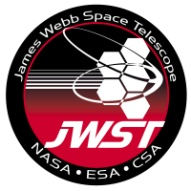 James Webb Space Telescope
JWST
NASA • ESA • CSA